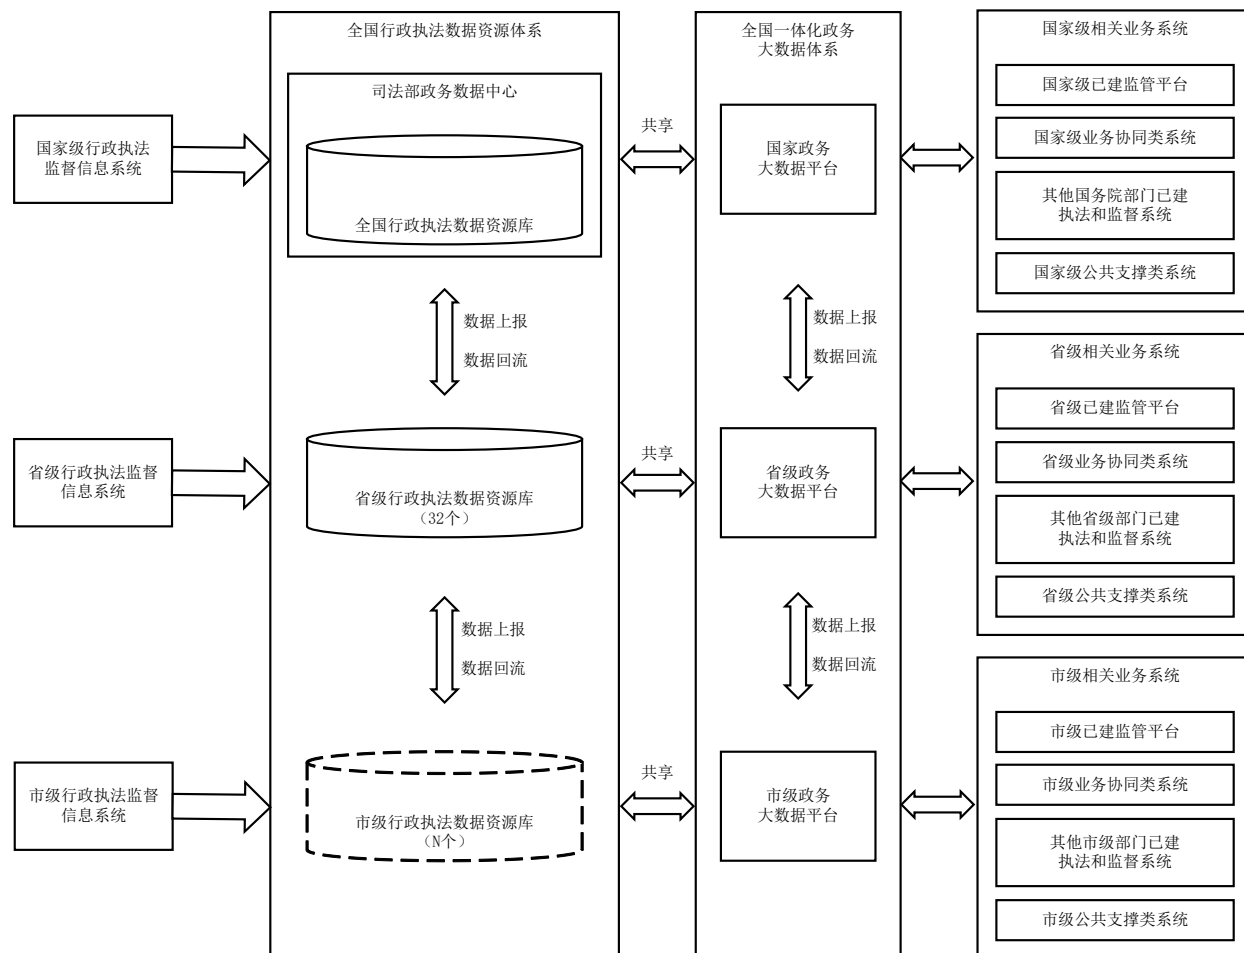 全国行政执法数据资源体系
全国一体化政务
大数据体系
国家级相关业务系统
司法部政务数据中心
国家级已建监管平台
国家级行政执法
监督信息系统
全国行政执法数据资源库
共享
国家政务
大数据平台
国家级业务协同类系统
其他国务院部门已建
执法和监督系统
国家级公共支撑类系统
数据上报
数据回流
数据上报
数据回流
省级相关业务系统
省级已建监管平台
省级行政执法监督
信息系统
省级行政执法数据资源库
（32个）
共享
省级政务
大数据平台
省级业务协同类系统
其他省级部门已建
执法和监督系统
省级公共支撑类系统
数据上报
数据回流
数据上报
数据回流
市级相关业务系统
市级已建监管平台
市级行政执法监督
信息系统
市级行政执法数据资源库
（N个）
共享
市级政务
大数据平台
市级业务协同类系统
其他市级部门已建
执法和监督系统
市级公共支撑类系统